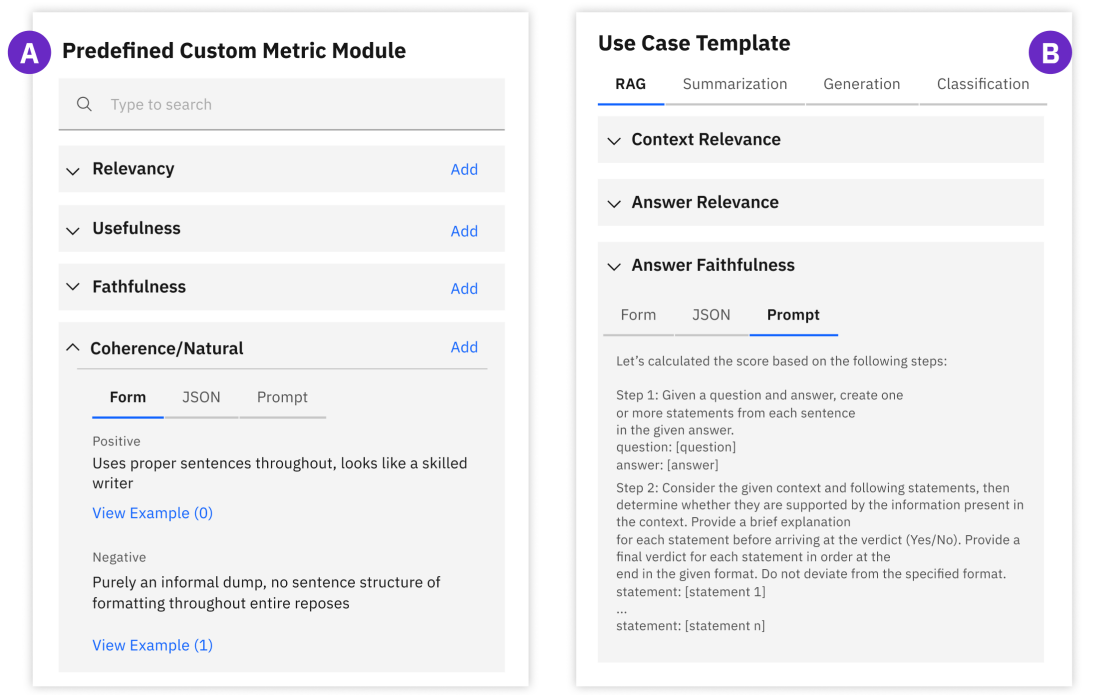 A
Predefined Custom Metric Module
Type to search
Relevancy
Add
Usefulness
Add
Fathfulness
Add
Coherence/Natural
Add
Form
JSON
Prompt
Positive
Uses proper sentences throughout, looks like a skilled
writer
View Example (0)
Negative
Purely an informal dump, no sentence structure of
formatting throughout entire reposes
View Example (1)
B
Use Case Template
RAG
Summarization
Generation
Classification
Context Relevance
Answer Relevance
Answer Faithfulness
Form
JSON
Prompt
Let's calculated the score based on the following steps:
Step 1: Given a question and answer, create one
or more statements from each sentence
in the given answer.
question: [question]
answer: [answer]
Step 2: Consider the given context and following statements, then
determine whether they are supported by the information present in
the context. Provide a brief explanation
for each statement before arriving at the verdict (Yes/No). Provide a
final verdict for each statement in order at the
end in the given format. Do not deviate from the specified format.
statement: [statement 1]
...
statement: [statement n]